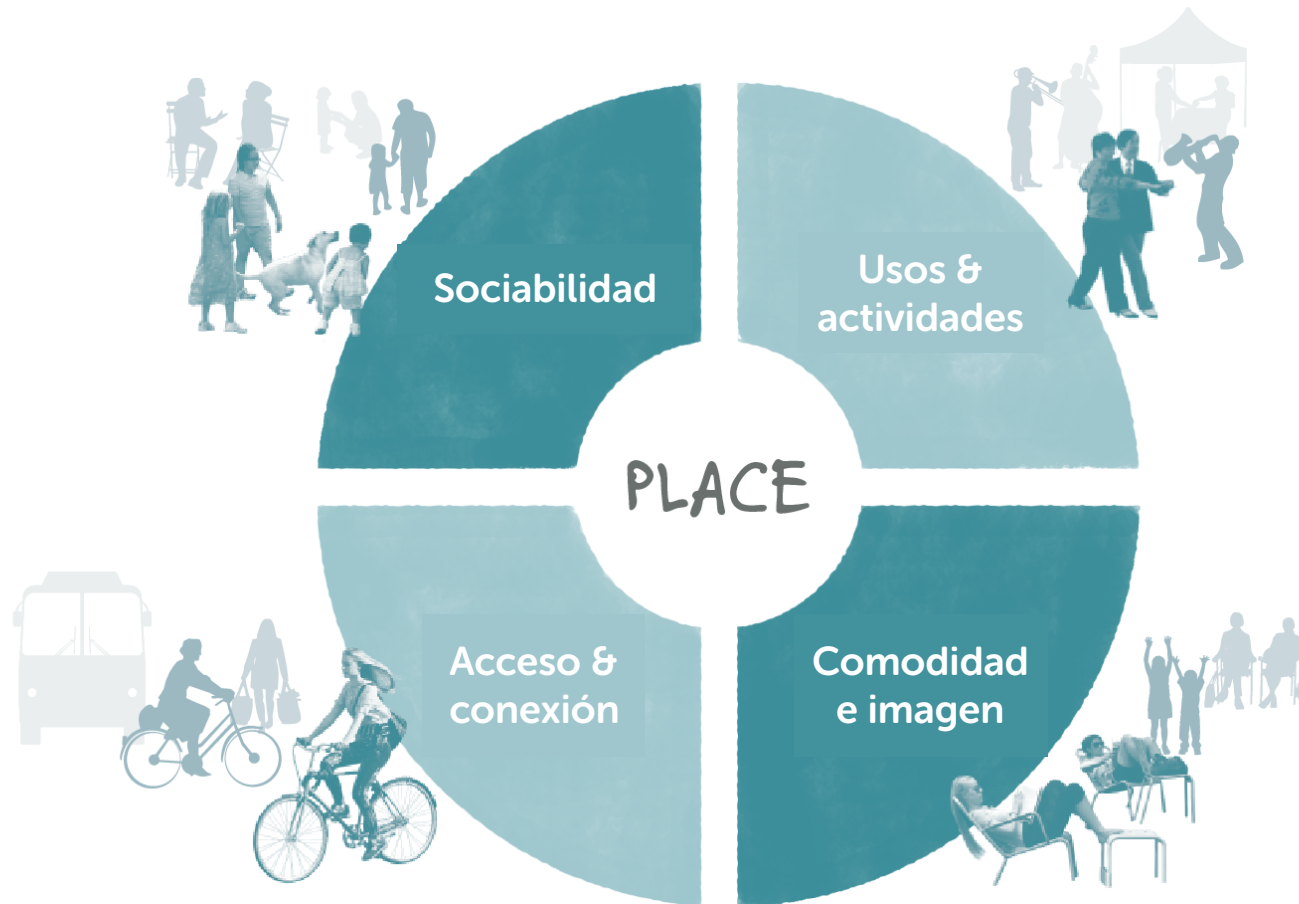 Sociabilidad
Usos &
actividades
PLACE
Acceso &
conexión
Comodidad
e imagen